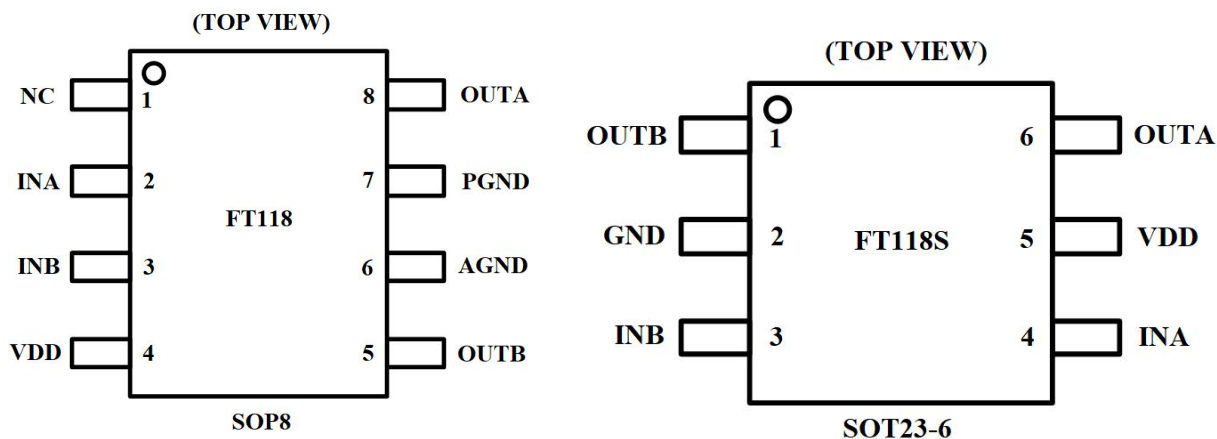 (TOP VIEW)
NC 1 8 OUTA
INA 2 7 PGND
FT118
INB 3 6 AGND
VDD 4 5 OUTB
SOP8
(TOP VIEW)
OUTB 1 6 OUTA
GND 2 FT118S 5 VDD
INB 3 4 INA
SOT23-6